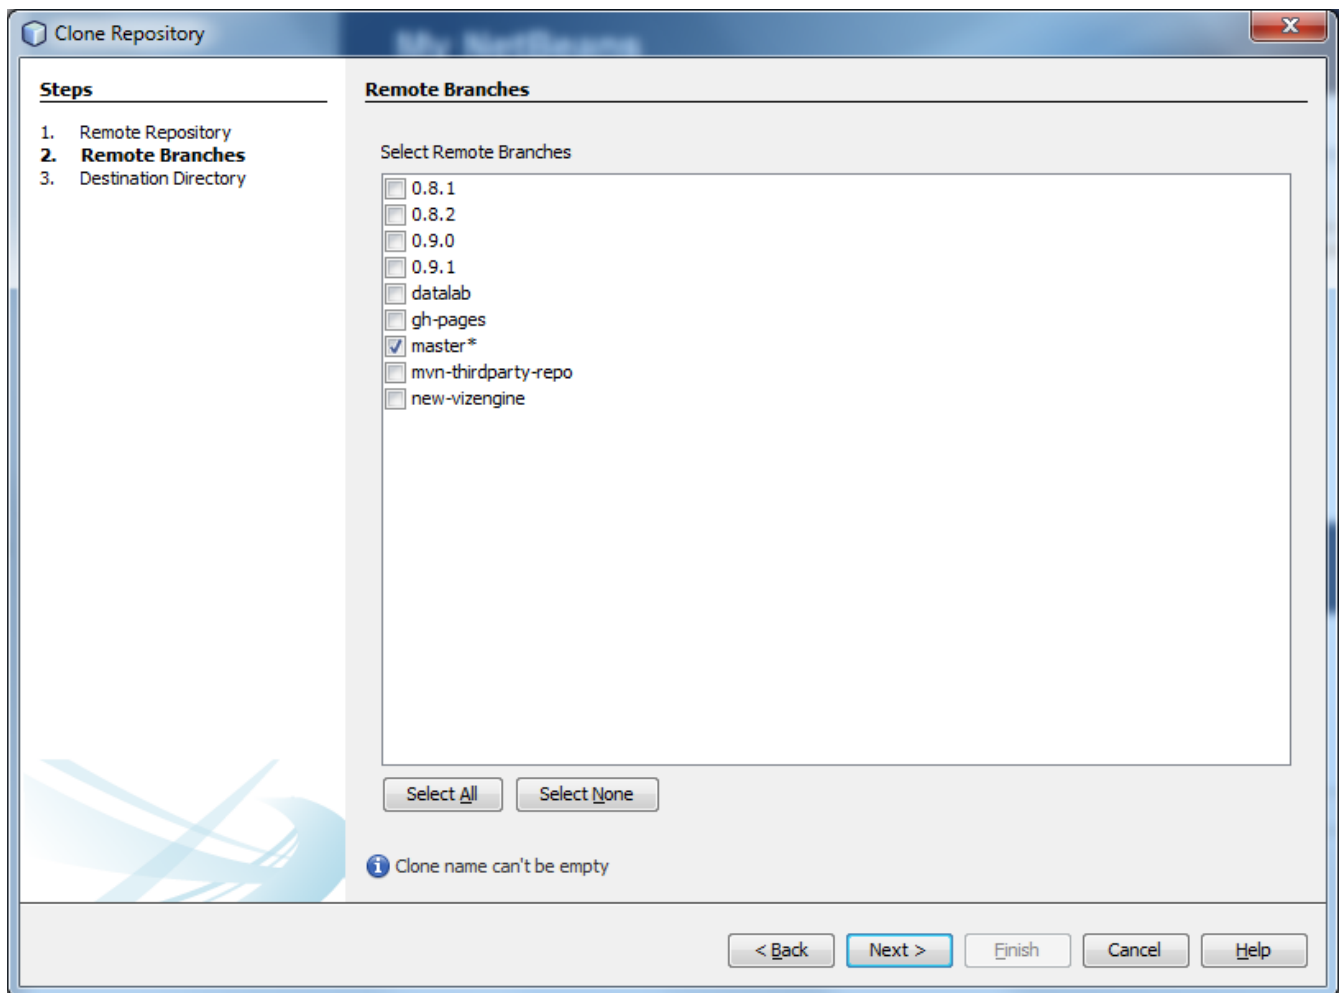 Clone Repository
My NetBeans
X
Steps
1. Remote Repository
2. Remote Branches
3. Destination Directory
Remote Branches
Select Remote Branches
0.8.1
0.8.2
0.9.0
0.9.1
datalab
gh-pages
master*
mvn-thirdparty-repo
new-vizengine
Select All Select None
Clone name can't be empty
< Back Next > Finish Cancel Help